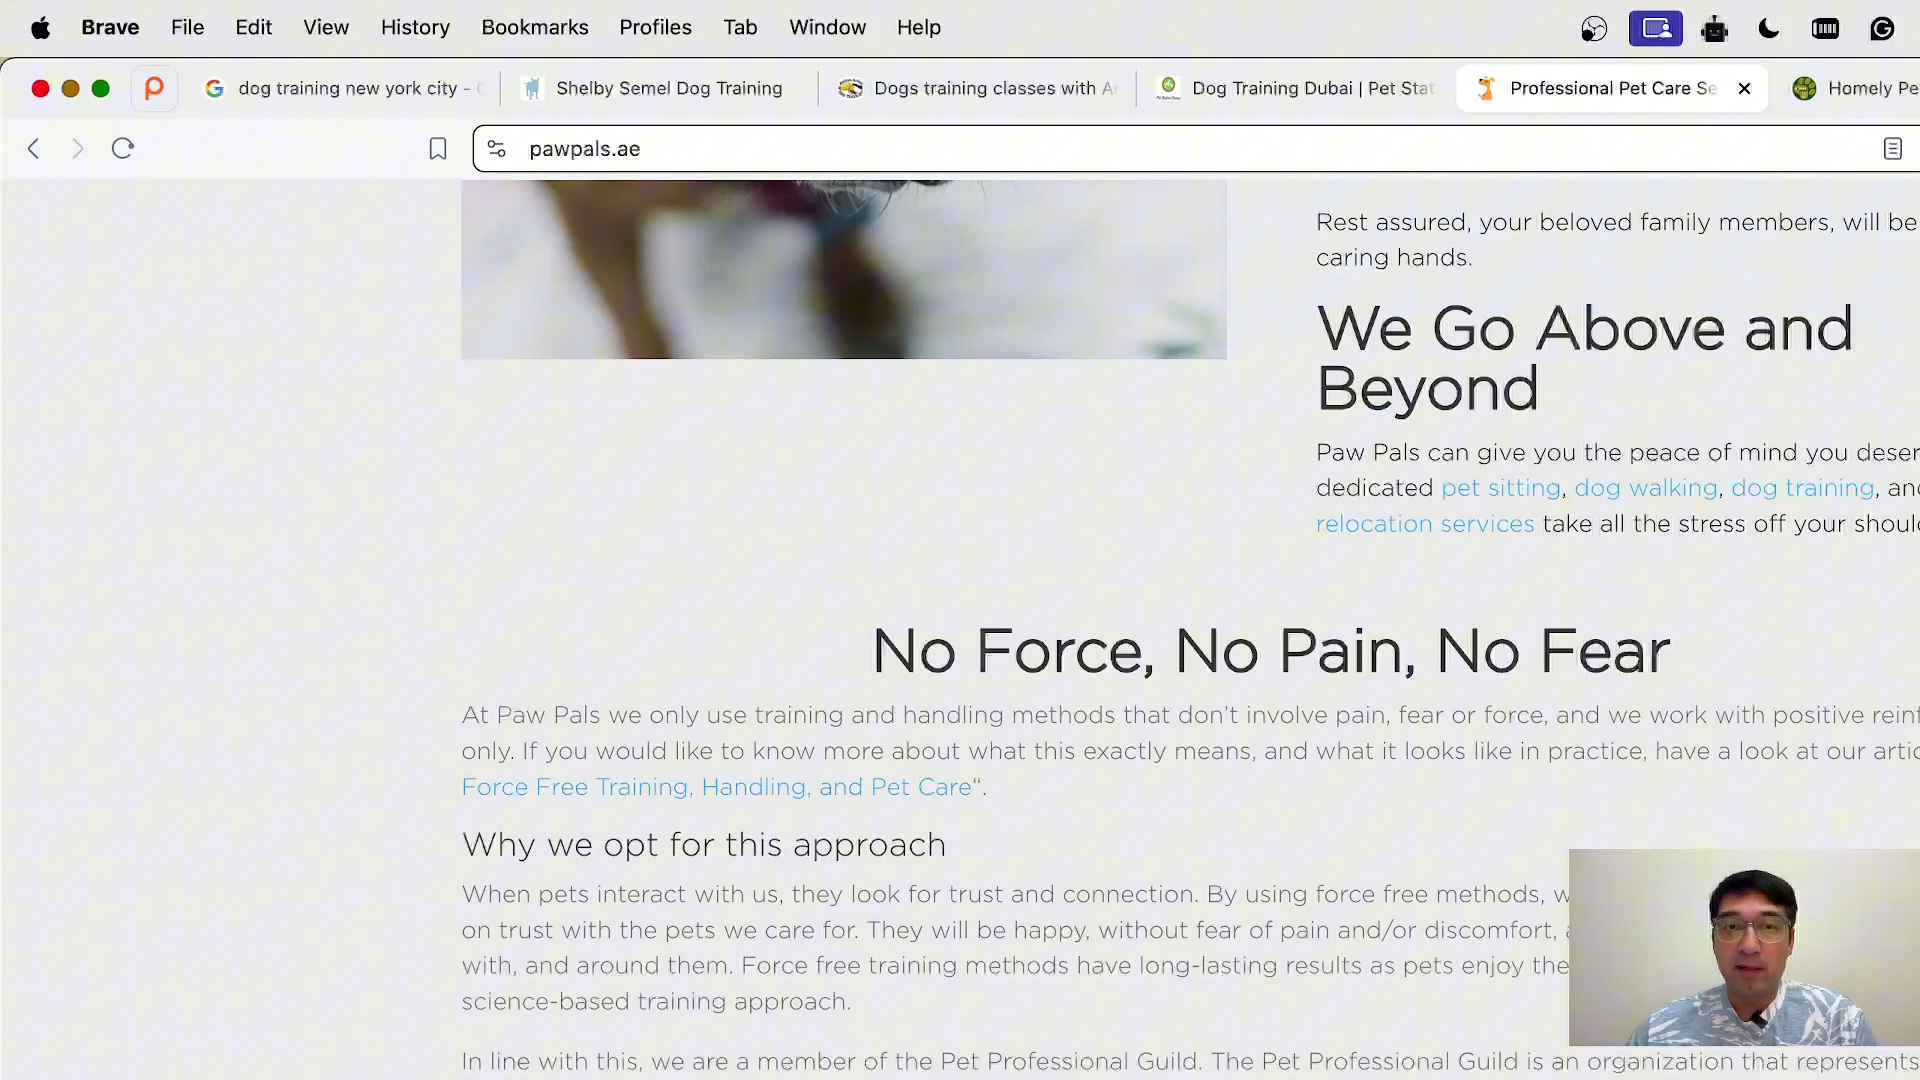 Brave File Edit View History Bookmarks Profiles Tab Window Help
dog training new york city - Shelby Semel Dog Training Dogs training classes with Dog Training Dubai | Pet Stat Professional Pet Care Se Homely Pe
pawpals.ae
Rest assured, your beloved family members, will be
caring hands.
We Go Above and
Beyond
Paw Pals can give you the peace of mind you deser
dedicated pet sitting, dog walking, dog training, and
relocation services take all the stress off your should
No Force, No Pain, No Fear
At Paw Pals we only use training and handling methods that don't involve pain, fear or force, and we work with positive reinf
only. If you would like to know more about what this exactly means, and what it looks like in practice, have a look at our artic
Force Free Training, Handling, and Pet Care“.
Why we opt for this approach
When pets interact with us, they look for trust and connection. By using force free methods, w
on trust with the pets we care for. They will be happy, without fear of pain and/or discomfort, a
with, and around them. Force free training methods have long-lasting results as pets enjoy the
science-based training approach.
In line with this, we are a member of the Pet Professional Guild. The Pet Professional Guild is an organization that represents